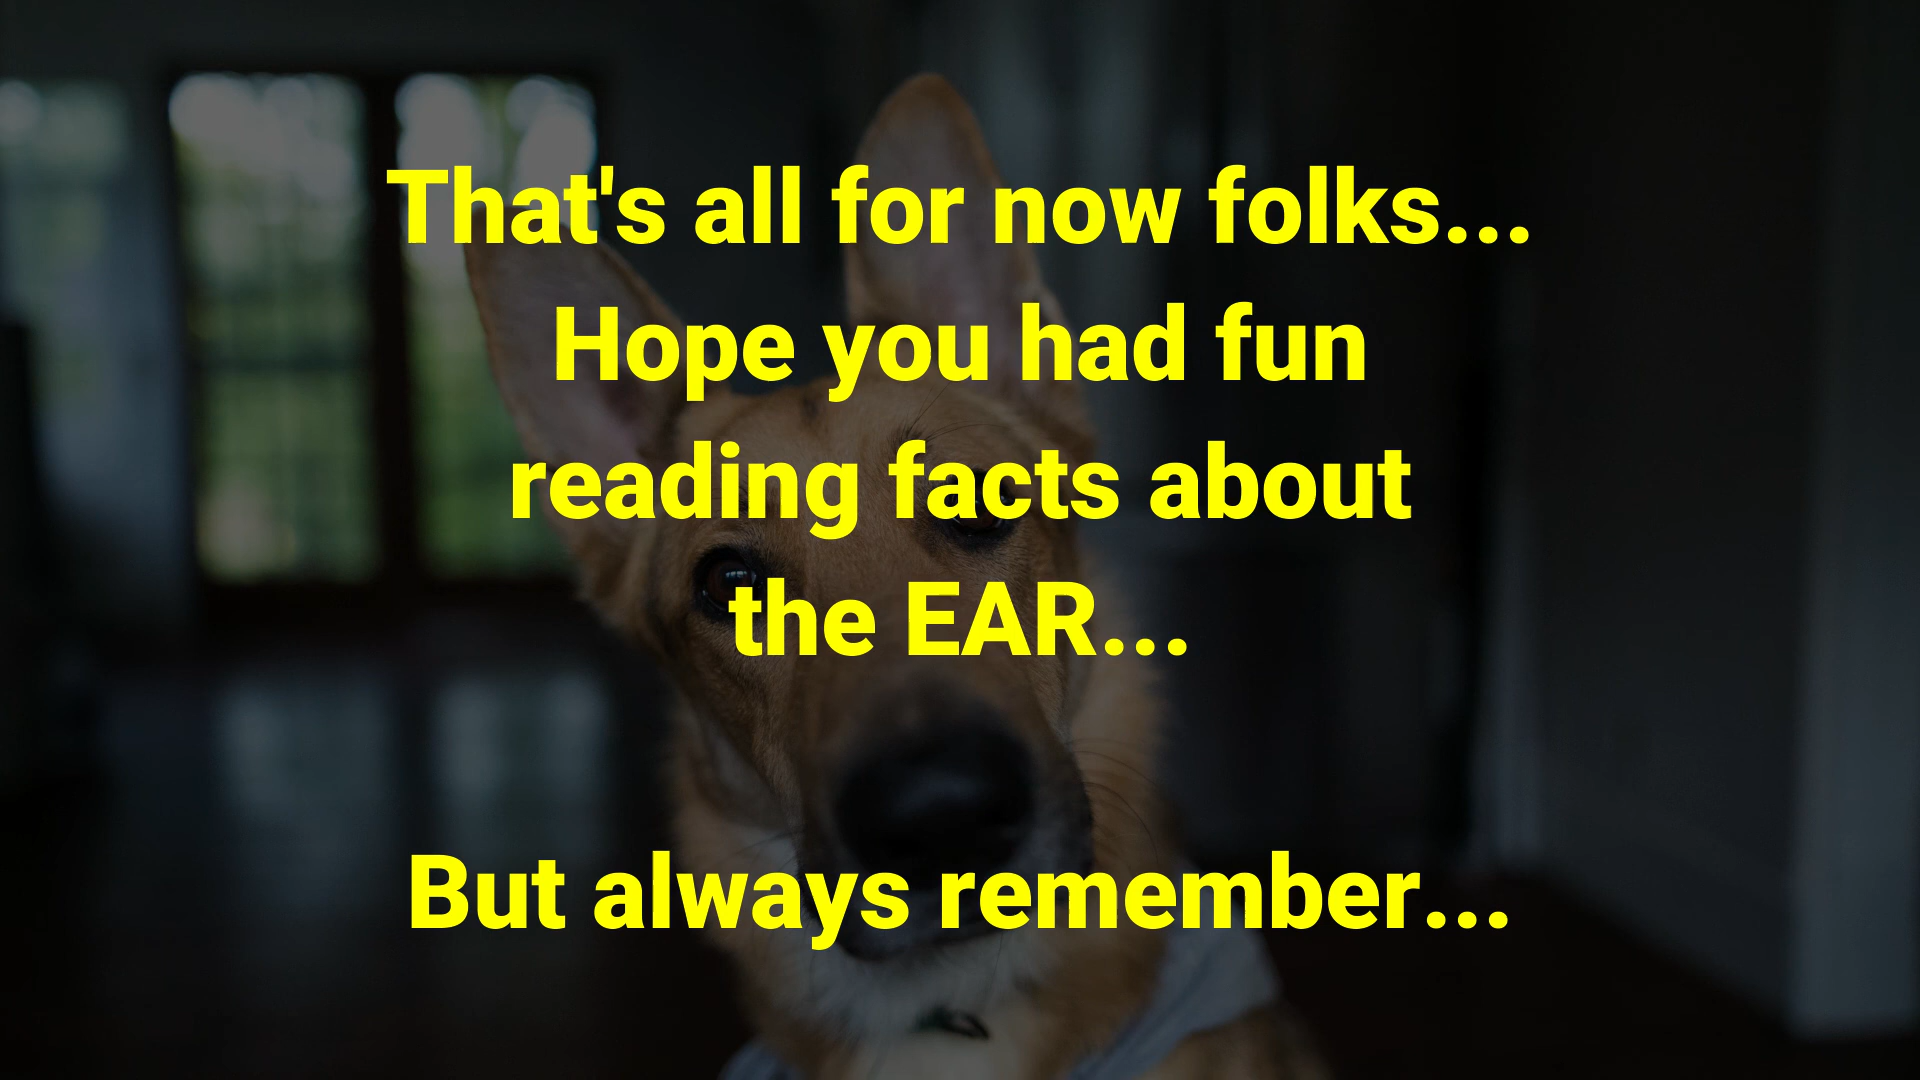 That's all for now folks...
Hope you had fun
reading facts about
the EAR...
But always remember...